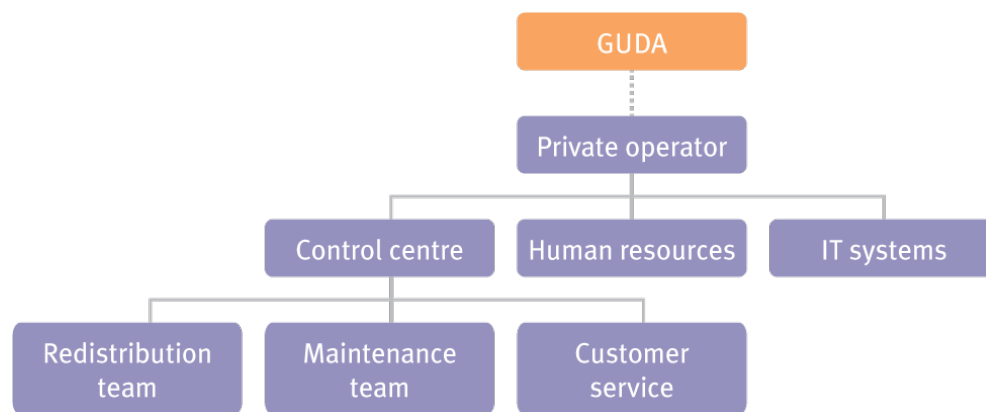 GUDA
Private operator
Control centre
Human resources
IT systems
Redistribution
team
Maintenance
team
Customer
service